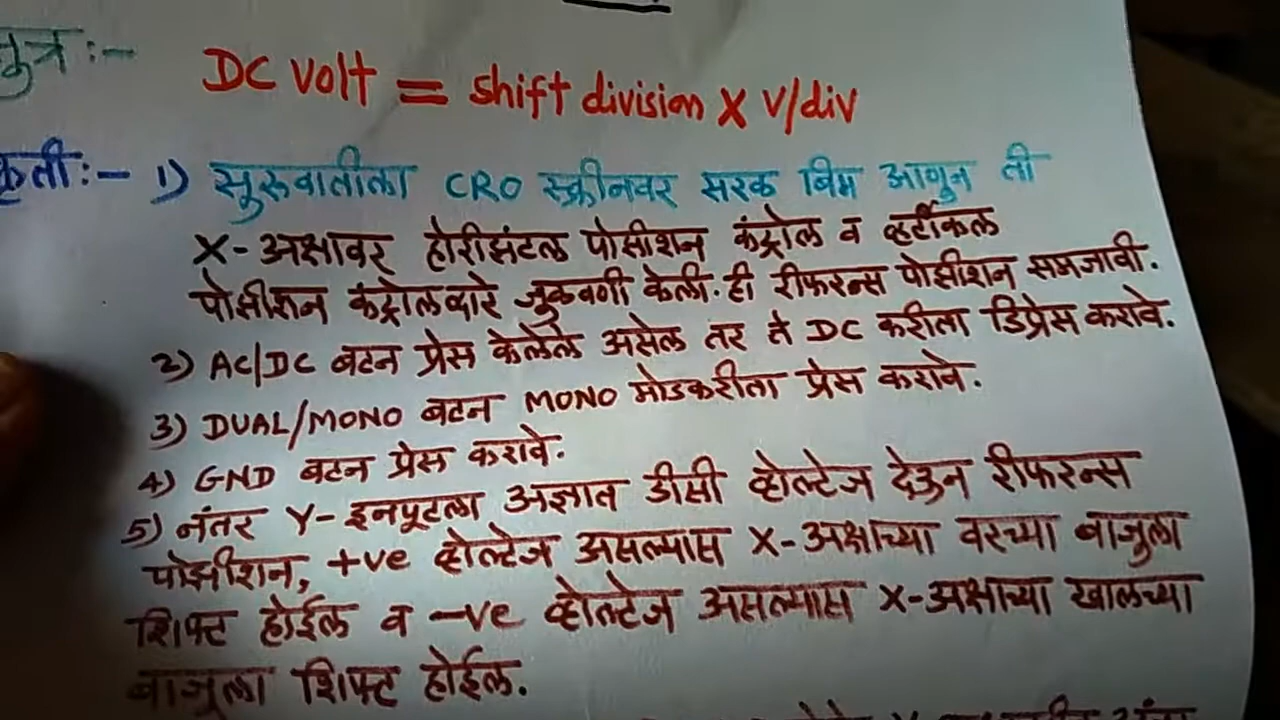 सुत्र :-
DC volt = shift division X v/div
कृती:- 1) सुरुवातीला CRO स्क्रीनवर सरळ बिम आणून ती
X- अक्षावर होरीझंटल पोझीशन कंट्रोल व व्हर्टीकल
पोझीशन कंट्रोलव्दारे जुळवणी केली. ही रीफरन्स पोझीशन समजावी.
2) AC/DC बटन प्रेस केलेले असेल तर ते DC करीता डिप्रेस करावे.
3) DUAL/MONO बटन MONO मोडकरीता प्रेस करावे.
4) GND बटन प्रेस करावे.
5) नंतर Y- इनपूटला अज्ञात डीसी व्होल्टेज देऊन रीफरन्स
पोझीशन, +ve व्होल्टेज असल्यास X-अक्षाच्या वरच्या बाजुला
शिफ्ट होईल व -ve व्होल्टेज असल्यास X-अक्षाच्या खालच्या
बाजुला शिफ्ट होईल.